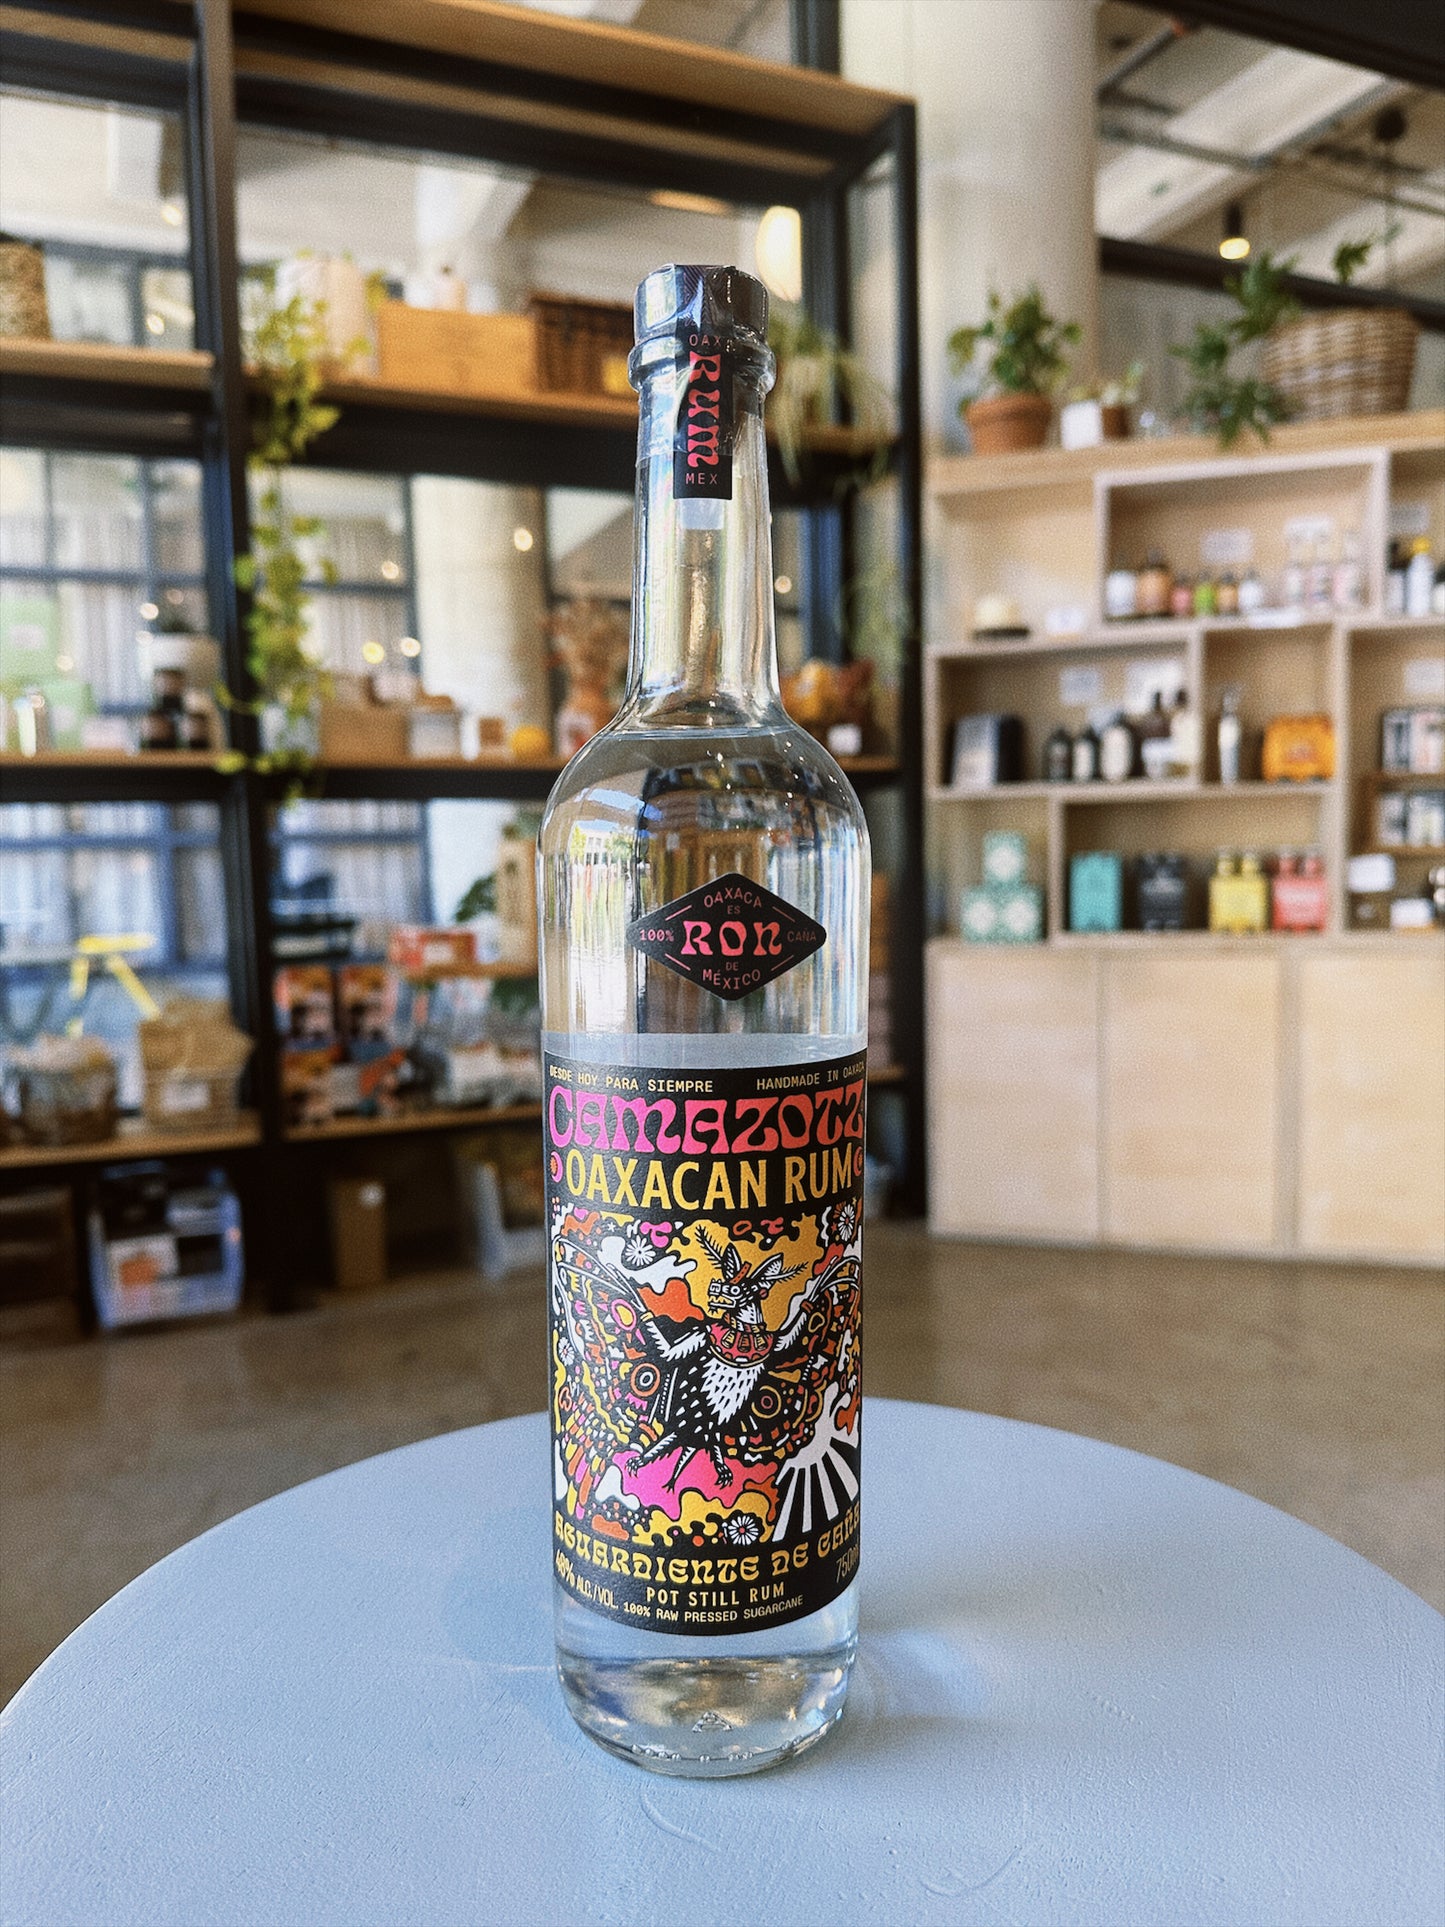 RUM
MEX
OAXACA
ES
100% RON CAÑA
DE
MÉXICO
DESDE HOY PARA SIEMPRE HANDMADE IN OAXACA
CAMAZOTZ
OAXACAN RUM
AGUARDIENTE DE CAÑA
ALC./VOL.
POT STILL RUM
100% RAW PRESSED SUGARCANE